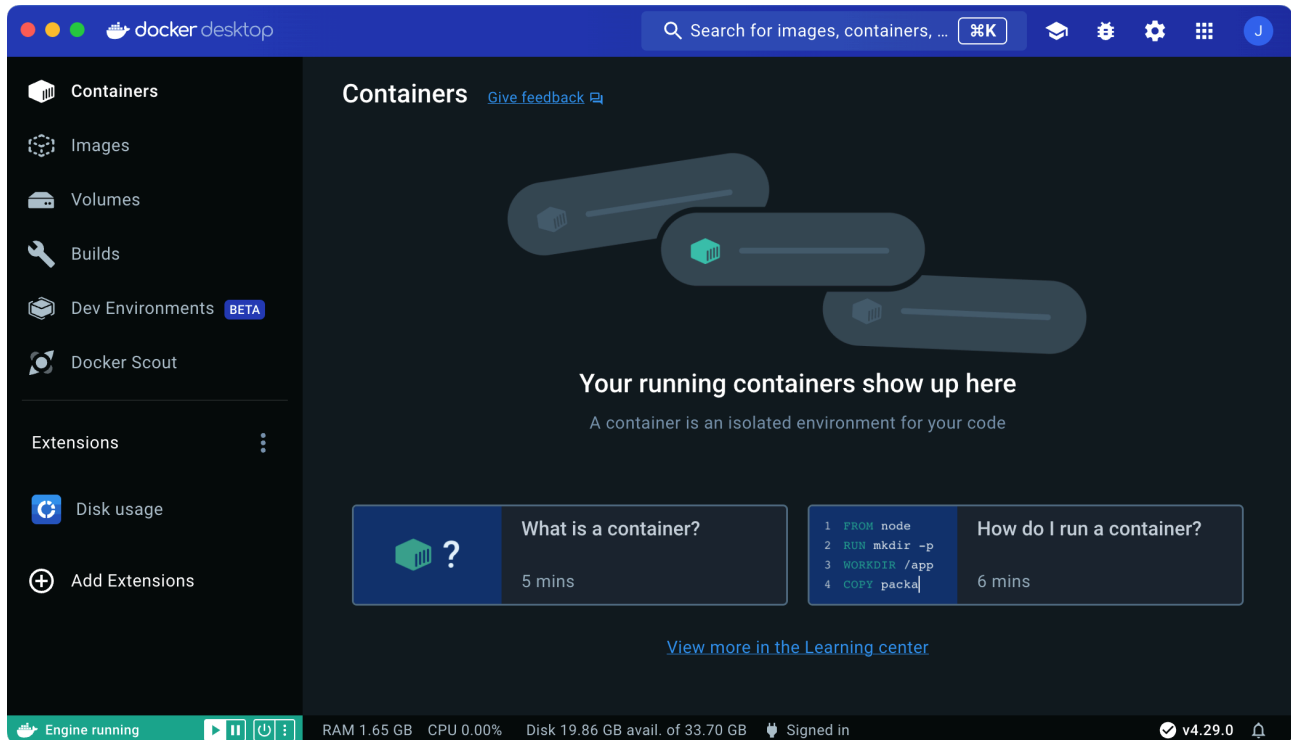 docker desktop
Search for images, containers, ...
⌘K
J
Containers
Images
Volumes
Builds
Dev Environments BETA
Docker Scout
Extensions
Disk usage
Add Extensions
Containers Give feedback
Your running containers show up here
A container is an isolated environment for your code
?
What is a container?
5 mins
1 FROM node
2 RUN mkdir -p
3 WORKDIR /app
4 COPY packa
How do I run a container?
6 mins
View more in the Learning center
Engine running
RAM 1.65 GB CPU 0.00% Disk 19.86 GB avail. of 33.70 GB Signed in
v4.29.0